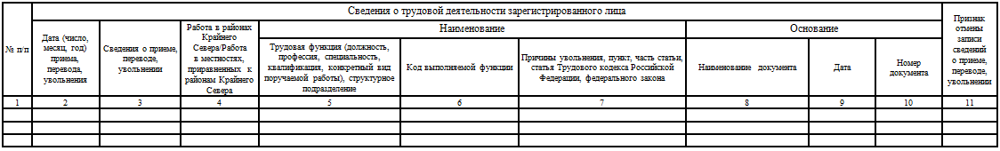 Сведения о трудовой деятельности зарегистрированного лица
№ п/п
Дата (число,
месяц, год)
приема,
перевода,
увольнения
Сведения о приеме,
переводе,
увольнении
Работа в районах
Крайнего
Севера/Работа
в местностях,
приравненных к
районам Крайнего
Севера
Наименование
Трудовая функция (должность,
профессия, специальность,
квалификация, конкретный вид
поручаемой работы), структурное
подразделение
Код выполняемой функции
Причины увольнения, пункт, часть статьи,
статья Трудового кодекса Российской
Федерации, федерального закона
Основание
Наименование документа
Дата
Номер
документа
Признак
отмены
записи
сведений
о приеме,
переводе,
увольнении
1 2 3 4 5 6 7 8 9 10 11